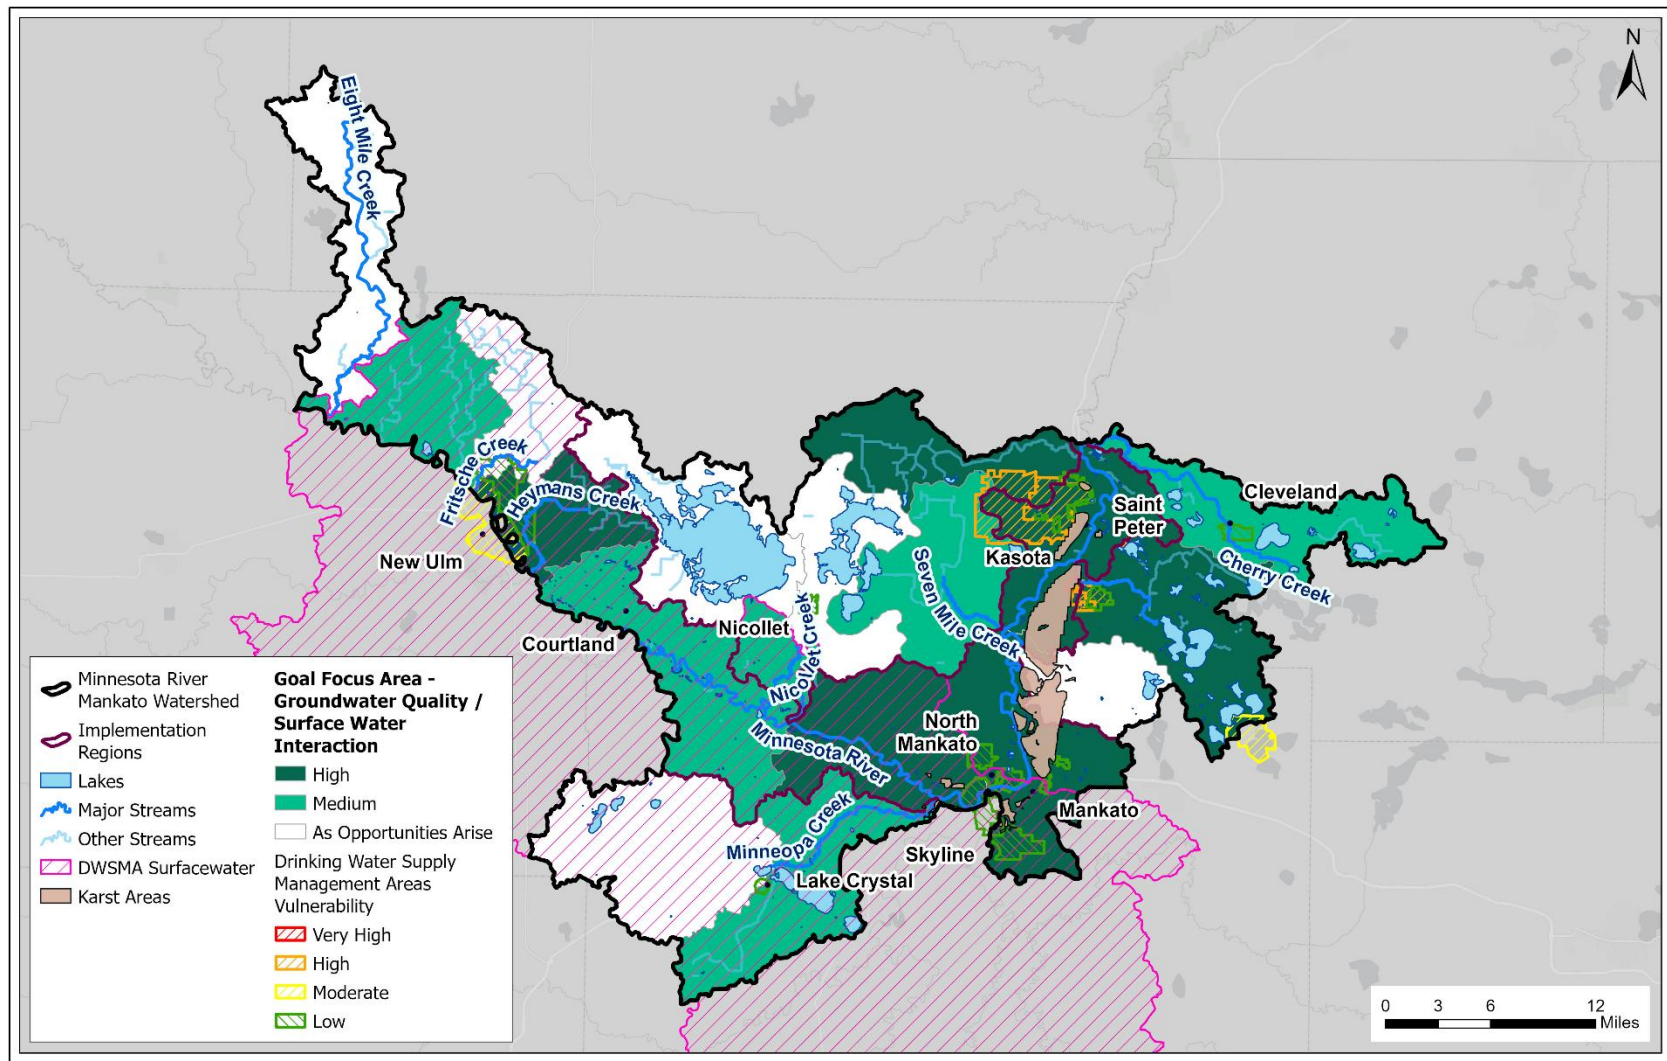 N
Eight Mile Creek
Fritsche Creek
Heymans Creek
New Ulm
Courtland
Nicollet
Nicollet Creek
Seven Mile Creek
Kasota
Saint
Peter
Cleveland
Cherry Creek
North
Mankato
Minnesota River
Mankato
Minneopa Creek
Skyline
Lake Crystal
Minnesota River
Mankato Watershed
Implementation
Regions
Lakes
Major Streams
Other Streams
DWSMA Surfacewater
Karst Areas
Goal Focus Area -
Groundwater Quality /
Surface Water
Interaction
High
Medium
As Opportunities Arise
Drinking Water Supply
Management Areas
Vulnerability
Very High
High
Moderate
Low
0 3 6 12
Miles